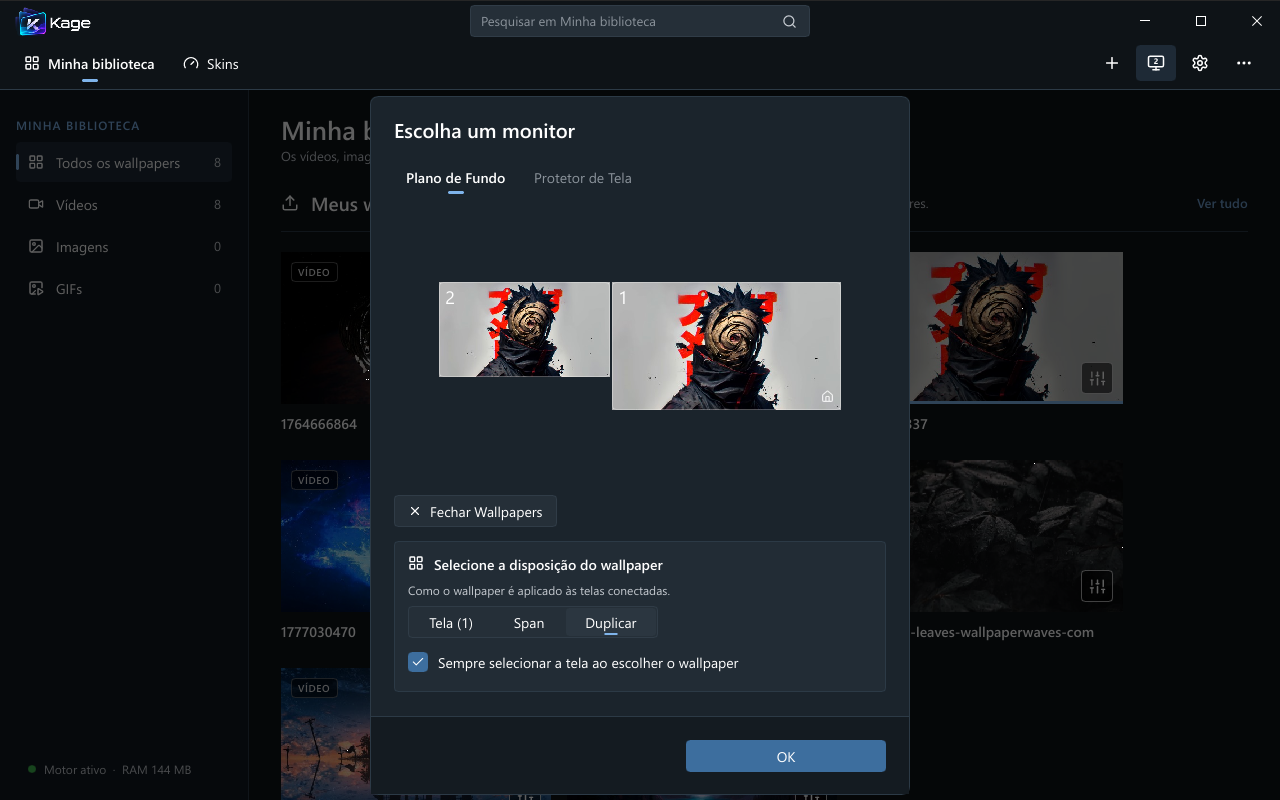 Kage
Pesquisar em Minha biblioteca
Minha biblioteca
Skins
2
MINHA BIBLIOTECA
Todos os wallpapers 8
Vídeos 8
Imagens 0
GIFs 0
Motor ativo · RAM 144 MB
Minha b
Os vídeos, imag
Meus w
res.
Ver tudo
VÍDEO
1764666864
337
VÍDEO
1777030470
-leaves-wallpaperwaves-com
VÍDEO
Escolha um monitor
Plano de Fundo
Protetor de Tela
2
1
Fechar Wallpapers
Selecione a disposição do wallpaper
Como o wallpaper é aplicado às telas conectadas.
Tela (1)
Span
Duplicar
Sempre selecionar a tela ao escolher o wallpaper
OK